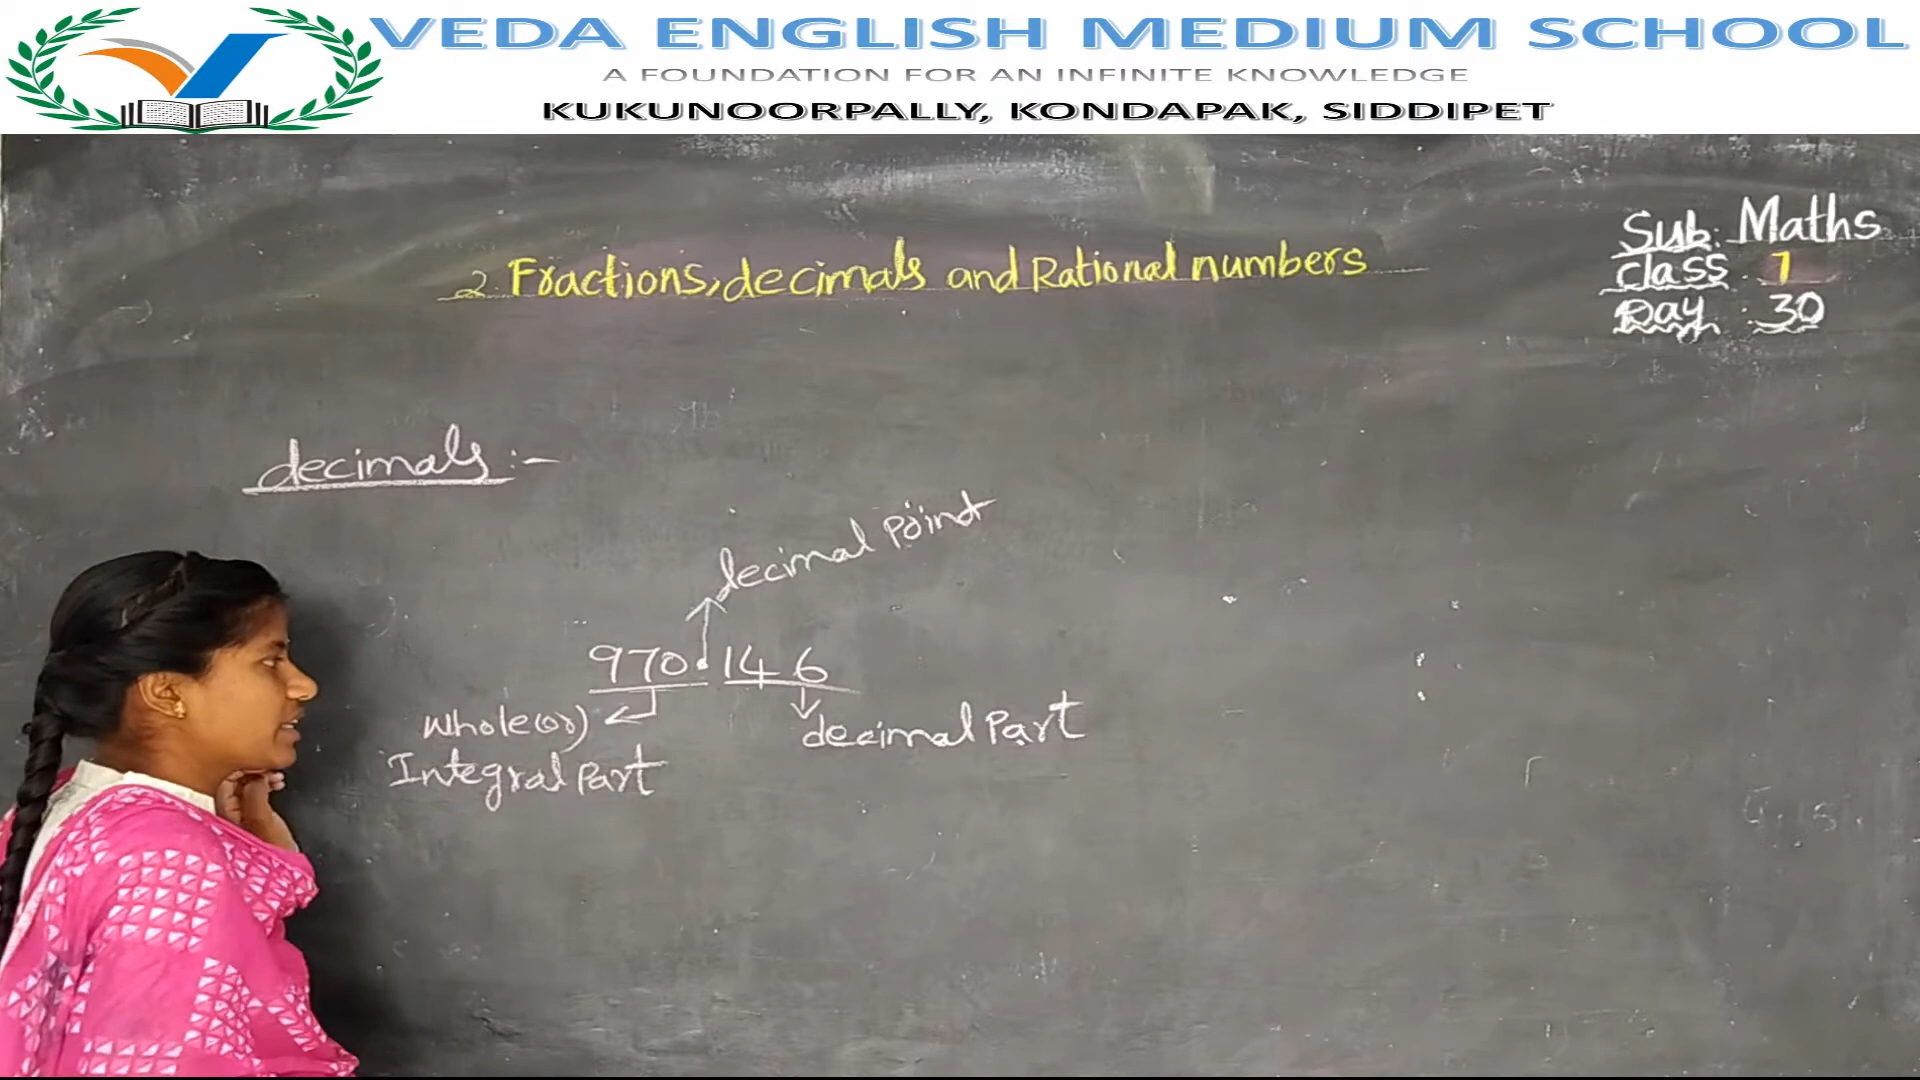 VEDA ENGLISH MEDIUM SCHOOL
A FOUNDATION FOR AN INFINITE KNOWLEDGE
KUKUNOORPALLY, KONDAPAK, SIDDIPET
Sub: Maths
class : 7
Day : 30
2. Fractions, decimals and Rational numbers
decimals :-
decimal point
970.146
whole (or)
Integral part
decimal part